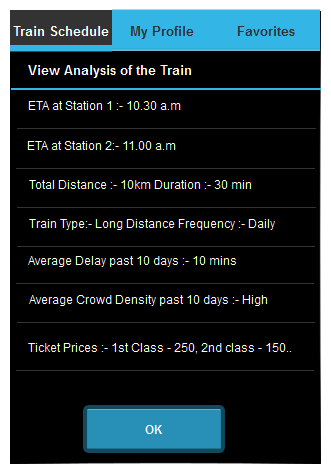 Train Schedule My Profile Favorites
View Analysis of the Train
ETA at Station 1 :- 10.30 a.m
ETA at Station 2:- 11.00 a.m
Total Distance :- 10km Duration :- 30 min
Train Type:- Long Distance Frequency :- Daily
Average Delay past 10 days :- 10 mins
Average Crowd Density past 10 days :- High
Ticket Prices :- 1st Class - 250, 2nd class - 150..
OK